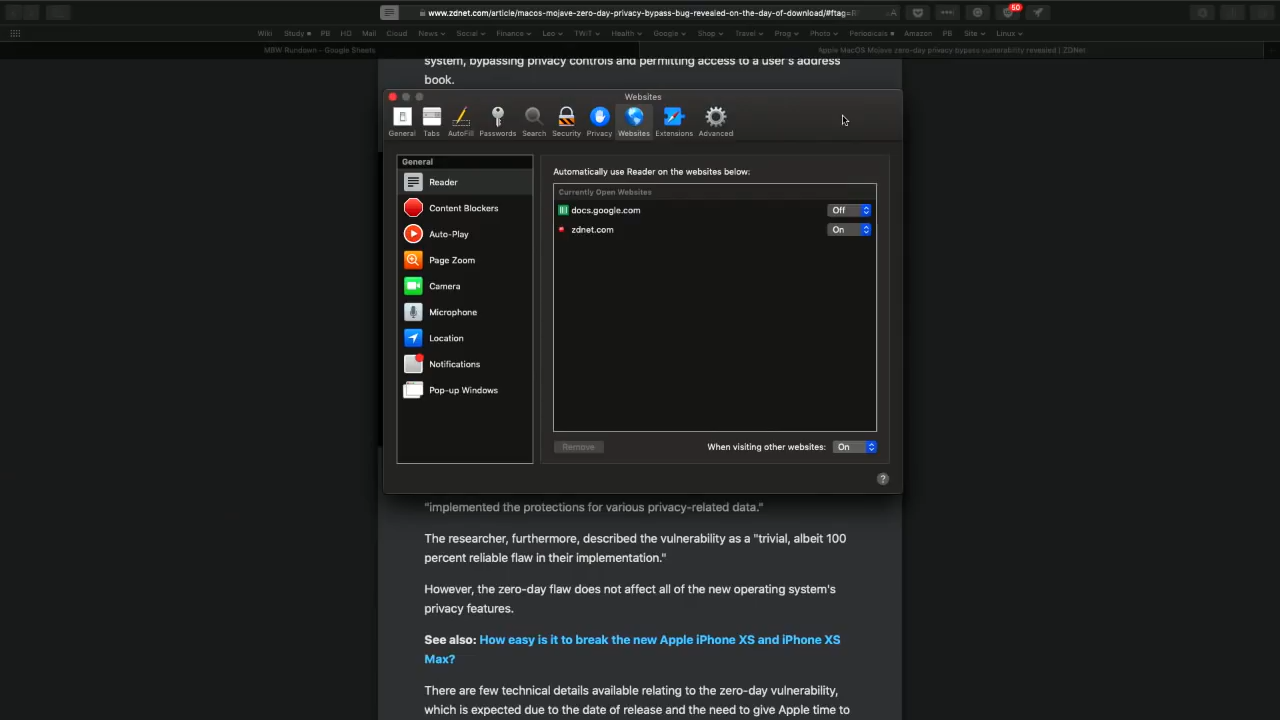 www.zdnet.com/article/macos-mojave-zero-day-privacy-bypass-bug-revealed-on-the-day-of-download/#ftag=R
50
Wiki Study PB HD Mail Cloud News Social Finance Leo TWiT Health Google Shop Travel Prog Photo Periodicals Amazon PB Site Linux
MBW Rundown - Google Sheets
Apple MacOS Mojave zero-day privacy bypass vulnerability revealed | ZDNet
system, bypassing privacy controls and permitting access to a user's address
book.
Websites
General Tabs AutoFill Passwords Search Security Privacy Websites Extensions Advanced
General
Reader
Content Blockers
Auto-Play
Page Zoom
Camera
Microphone
Location
Notifications
Pop-up Windows
Automatically use Reader on the websites below:
Currently Open Websites
docs.google.com Off
zdnet.com On
Remove
When visiting other websites: On
?
"implemented the protections for various privacy-related data."
The researcher, furthermore, described the vulnerability as a "trivial, albeit 100
percent reliable flaw in their implementation."
However, the zero-day flaw does not affect all of the new operating system's
privacy features.
See also: How easy is it to break the new Apple iPhone XS and iPhone XS
Max?
There are few technical details available relating to the zero-day vulnerability,
which is expected due to the date of release and the need to give Apple time to